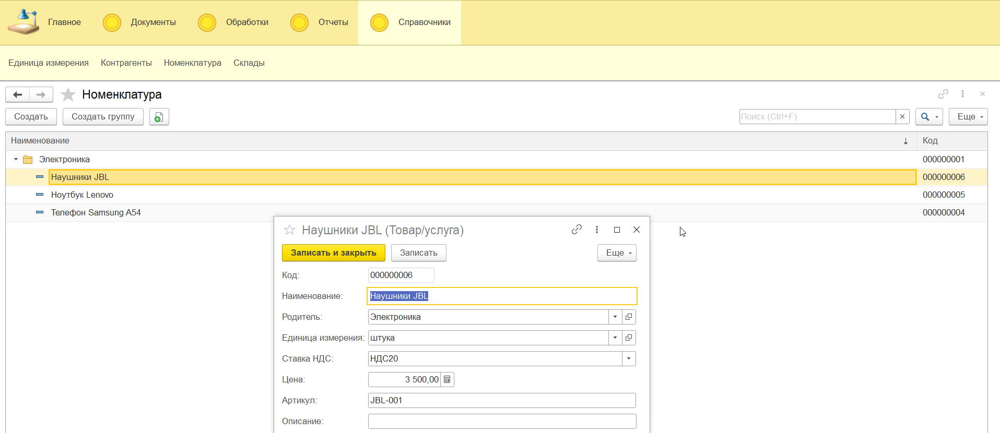 Главное Документы Обработки Отчеты Справочники
Единица измерения Контрагенты Номенклатура Склады
Номенклатура
Создать Создать группу Поиск (Ctrl+F) Еще
Наименование Код
Электроника 000000001
Наушники JBL 000000006
Ноутбук Lenovo 000000005
Телефон Samsung A54 000000004
Наушники JBL (Товар/услуга)
Записать и закрыть Записать Еще
Код: 000000006
Наименование: Наушники JBL
Родитель: Электроника
Единица измерения: штука
Ставка НДС: НДС20
Цена: 3 500,00
Артикул: JBL-001
Описание: